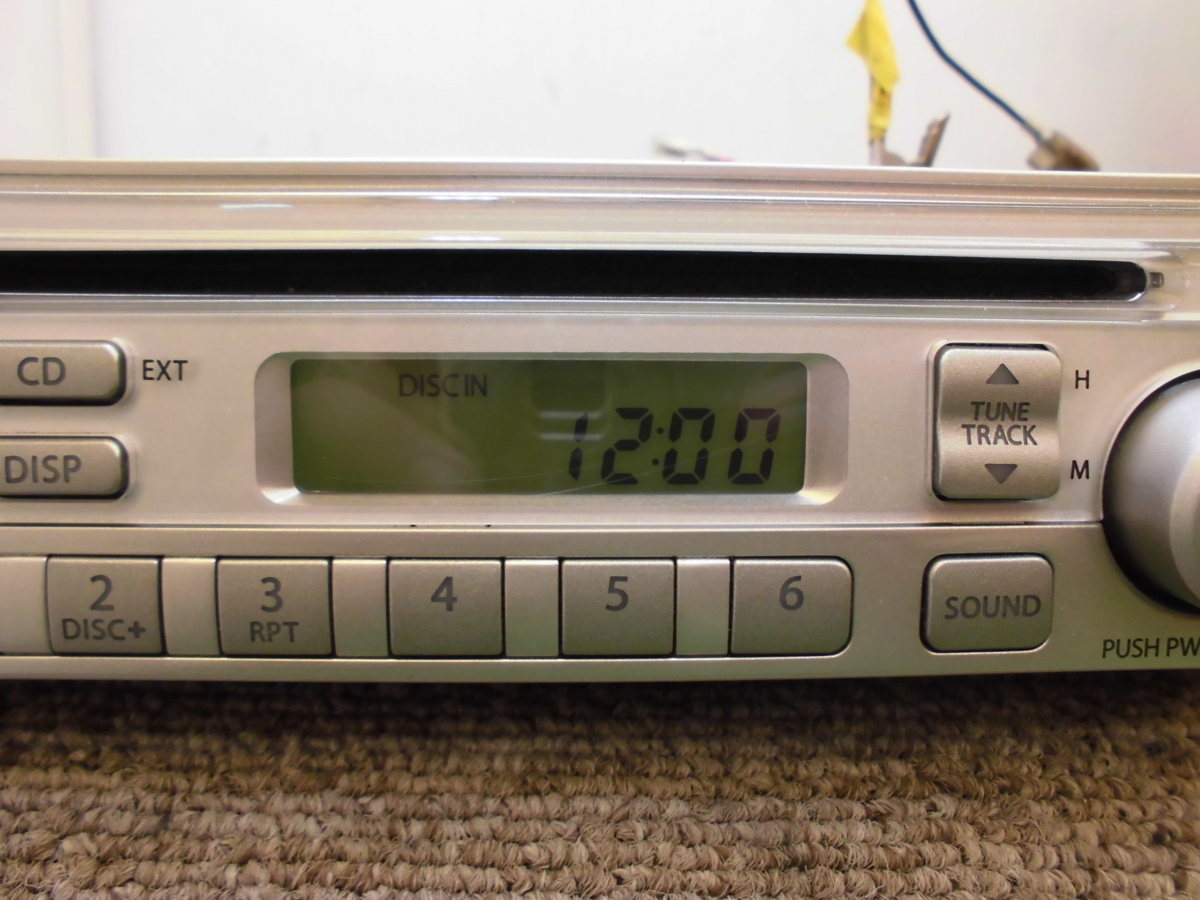 CD EXT
DISC IN
12:00
H
TUNE
TRACK
M
DISP
2
DISC+
3
RPT
4
5
6
SOUND
PUSH PW